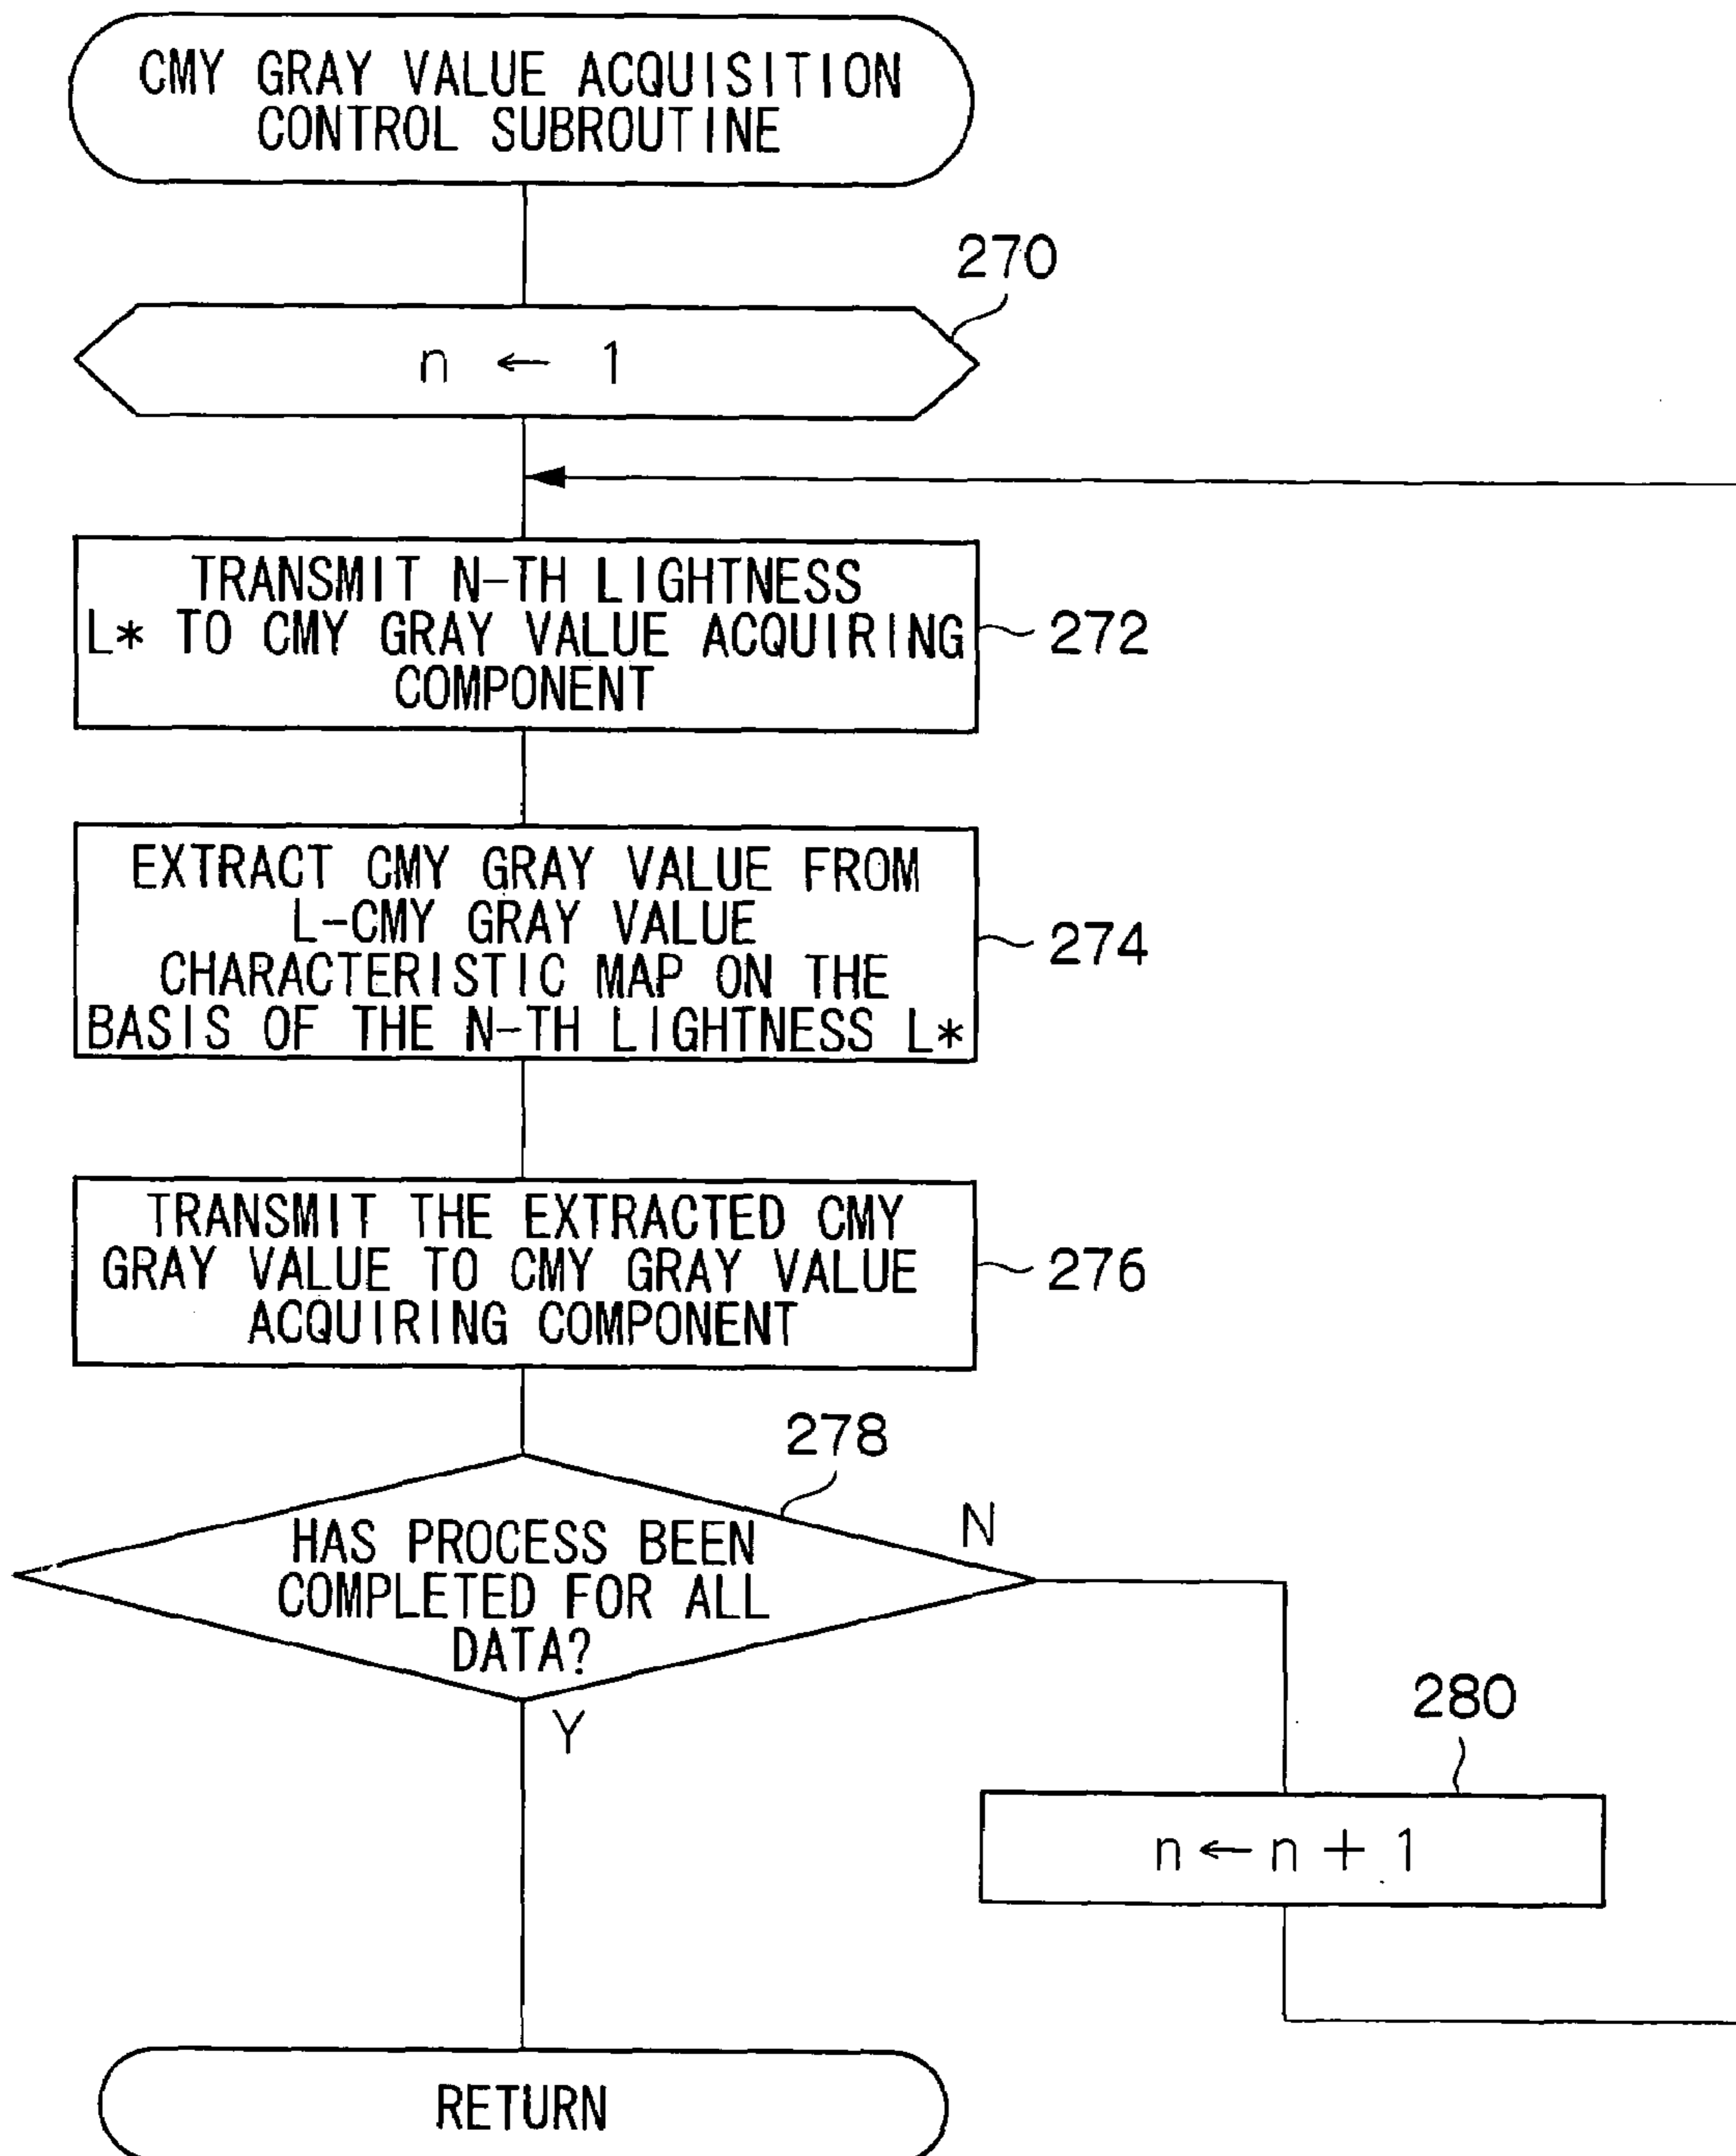 CMY GRAY VALUE ACQUISITION
CONTROL SUBROUTINE
270
n ← 1
TRANSMIT N-TH LIGHTNESS
L* TO CMY GRAY VALUE ACQUIRING
COMPONENT
272
EXTRACT CMY GRAY VALUE FROM
L-CMY GRAY VALUE
CHARACTERISTIC MAP ON THE
BASIS OF THE N-TH LIGHTNESS L*
274
TRANSMIT THE EXTRACTED CMY
GRAY VALUE TO CMY GRAY VALUE
ACQUIRING COMPONENT
276
278
HAS PROCESS BEEN
COMPLETED FOR ALL
DATA?
N
Y
280
n ← n + 1
RETURN